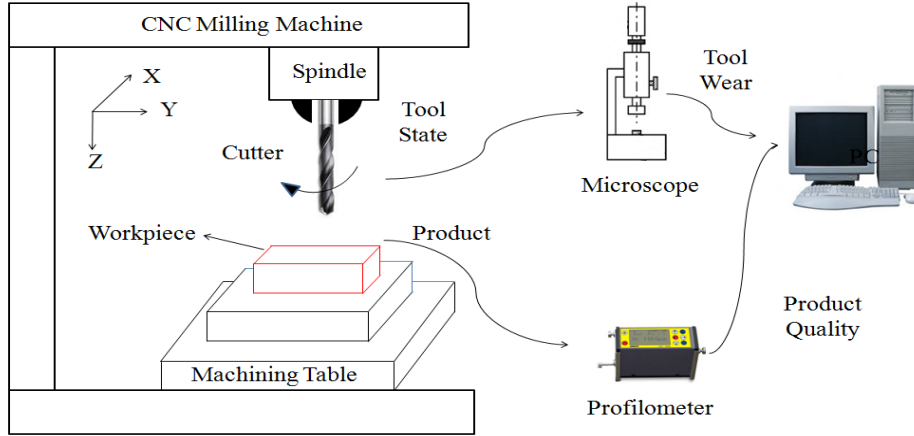 CNC Milling Machine
Spindle
X
Y
Z
Tool
State
Cutter
Tool
Wear
PC
Microscope
Workpiece
Product
Product
Quality
Machining Table
Profilometer